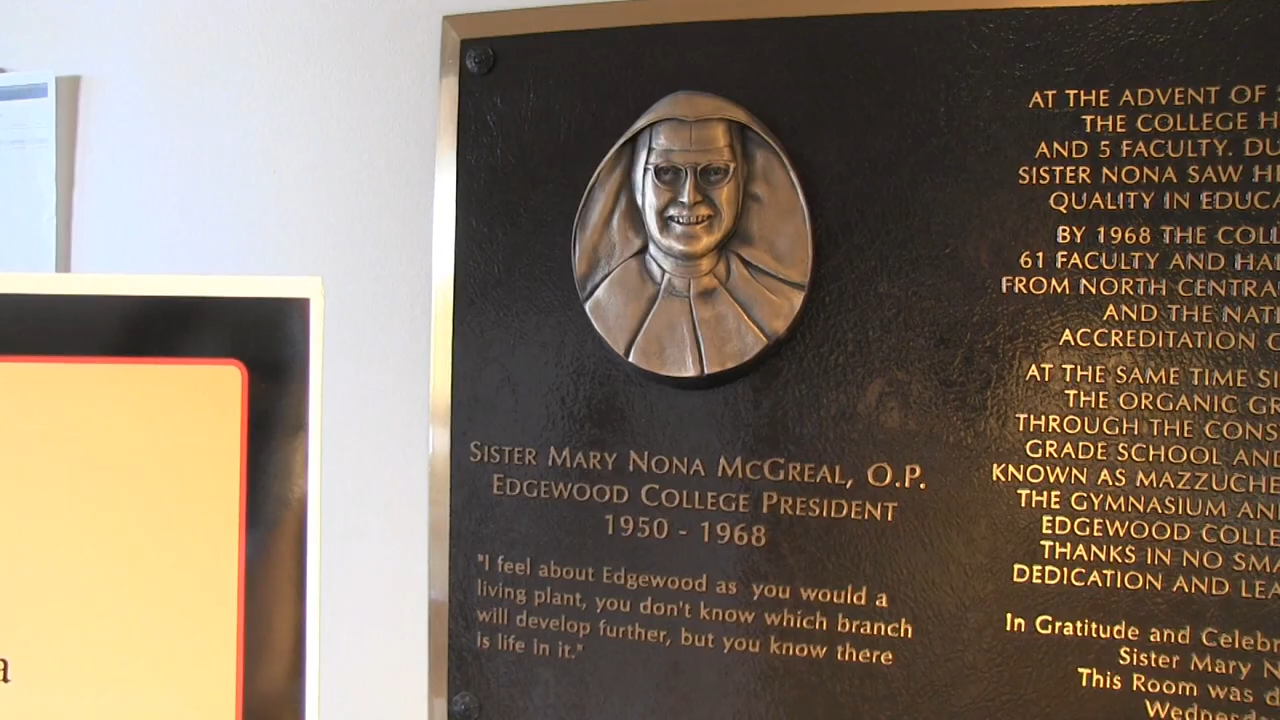 SISTER MARY NONA MCGREAL, O.P.
EDGEWOOD COLLEGE PRESIDENT
1950 - 1968
"I feel about Edgewood as you would a
living plant, you don't know which branch
will develop further, but you know there
is life in it."
AT THE ADVENT OF
THE COLLEGE H
AND 5 FACULTY. DU
SISTER NONA SAW HE
QUALITY IN EDUCA
BY 1968 THE COLL
61 FACULTY AND HA
FROM NORTH CENTRA
AND THE NATI
ACCREDITATION
AT THE SAME TIME SI
THE ORGANIC GR
THROUGH THE CONS
GRADE SCHOOL AND
KNOWN AS MAZZUCHE
THE GYMNASIUM AN
EDGEWOOD COLLE
THANKS IN NO SMA
DEDICATION AND LEA
In Gratitude and Celebr
Sister Mary N
This Room was d
Wednesd
a